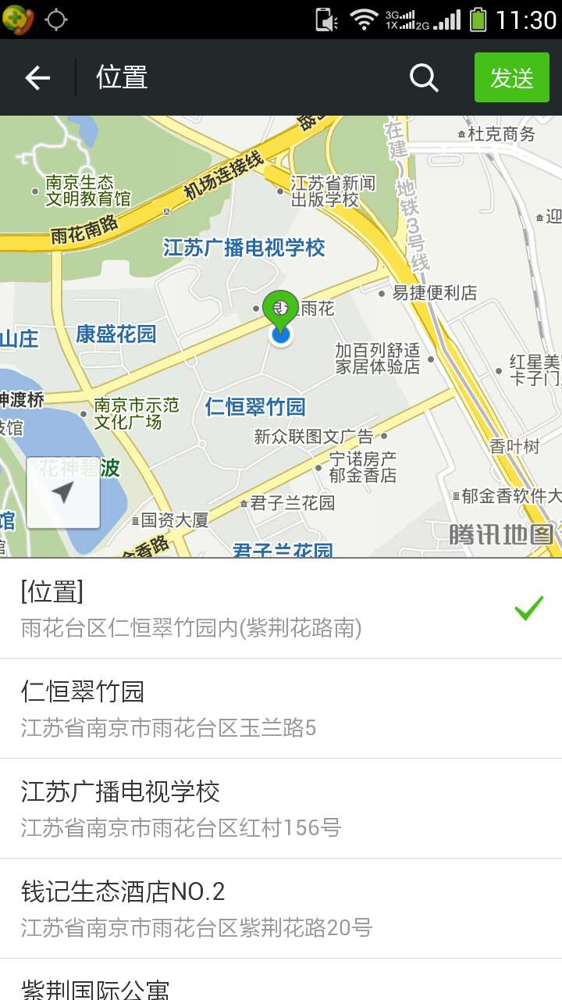 3G
1X
2G
11:30
位置
发送
在建)地铁3号线
杜克商务
南京生态
文明教育馆
机场连接线
江苏省新闻
出版学校
迎
雨花南路
江苏广播电视学校
易捷便利店
雨花
山庄
康盛花园
加百列舒适
家居体验店
红星美
卡子门
神渡桥
南京市示范
文化广场
仁恒翠竹园
新众联图文广告
香叶树
花神碧波
宁诺房产
郁金香店
郁金香软件大
馆
君子兰花园
国资大厦
腾讯地图
金香路
君子兰花园
[位置]
雨花台区仁恒翠竹园内(紫荆花路南)
仁恒翠竹园
江苏省南京市雨花台区玉兰路5
江苏广播电视学校
江苏省南京市雨花台区红村156号
钱记生态酒店NO.2
江苏省南京市雨花台区紫荆花路20号
紫荆国际公寓